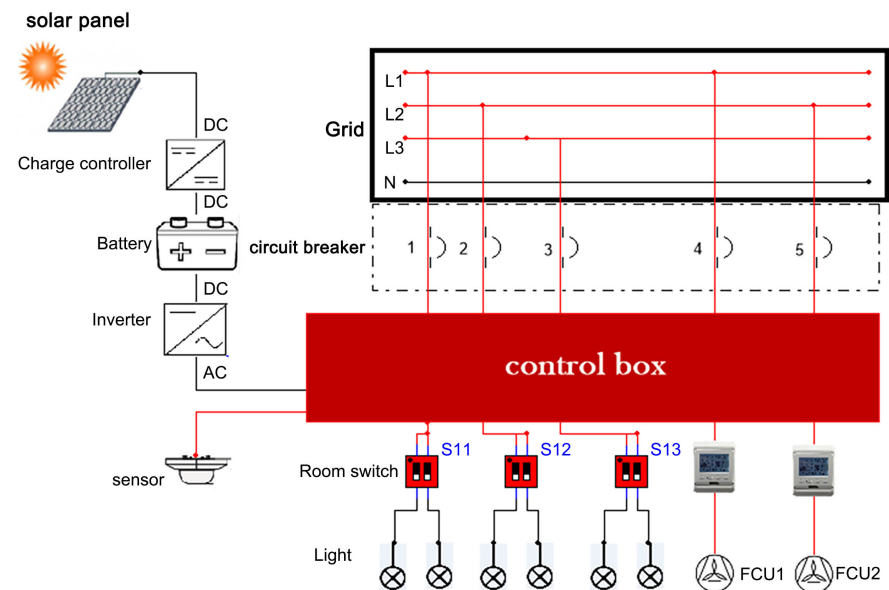 solar panel
DC
Charge controller
DC
Battery
DC
Inverter
AC
sensor
Grid
L1
L2
L3
N
circuit breaker
1
2
3
4
5
control box
S11
S12
S13
Room switch
Light
FCU1
FCU2